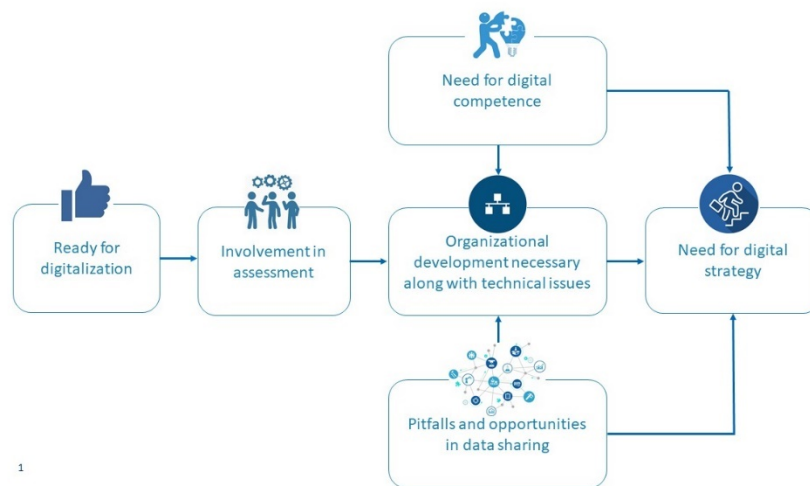 Need for digital
competence
Ready for
digitalization
Involvement in
assessment
Organizational
development necessary
along with technical issues
Need for digital
strategy
Pitfalls and opportunities
in data sharing
1